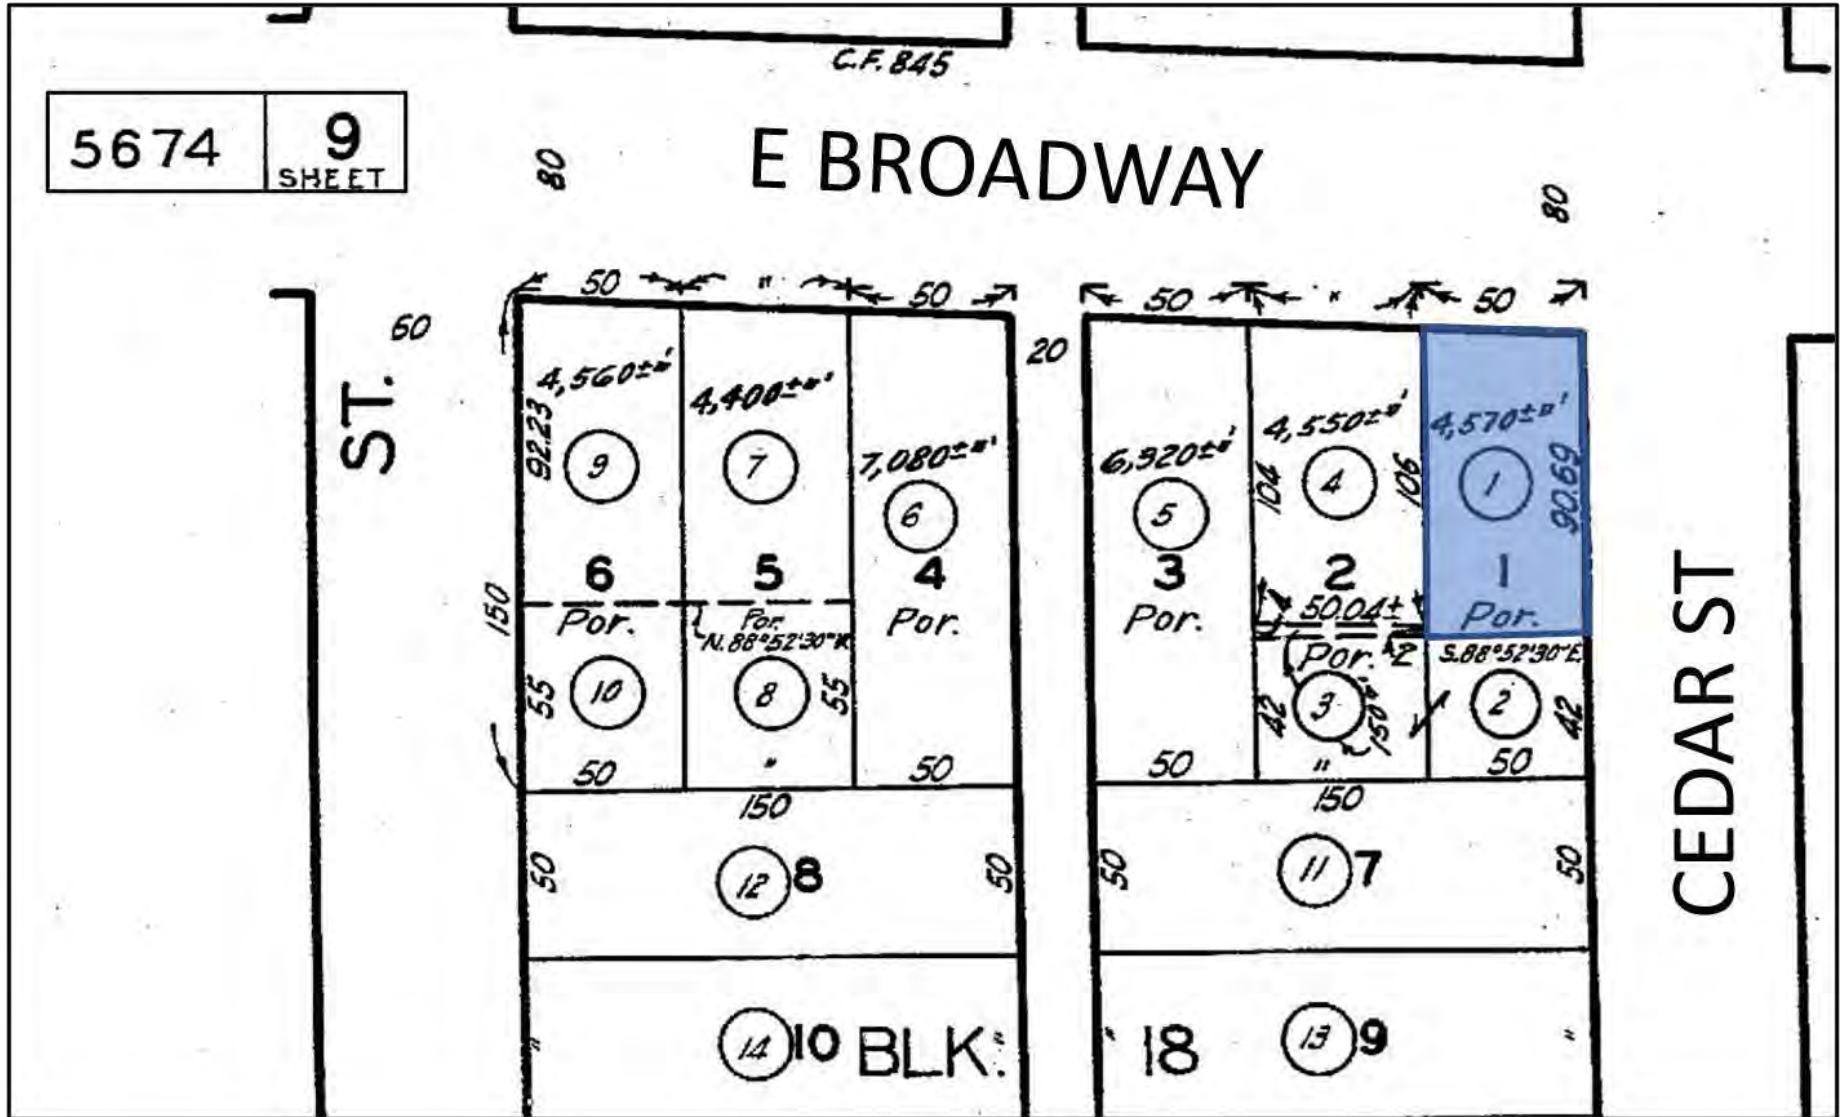 C.F. 845
5674 9
SHEET
E BROADWAY
80
80
50 " 50
50 " 50
60
20
ST.
4,560±□'
4,400±□'
7,080±□'
6,920±□'
4,550±□'
4,570±□'
92.23
9
7
6
5
104
4
106
1
90.69
6
5
4
3
2
1
150
Por.
Por.
Por.
Por.
50.04±
Por.
N.88°52'30"W
Por.
S.88°52'30"E.
55
10
8
55
42
3
2
42
50 " 50
50 " 50
150
150
CEDAR ST
50
12 8
50
50
11 7
50
" 14 10 BLK. " " 18 13 9 "